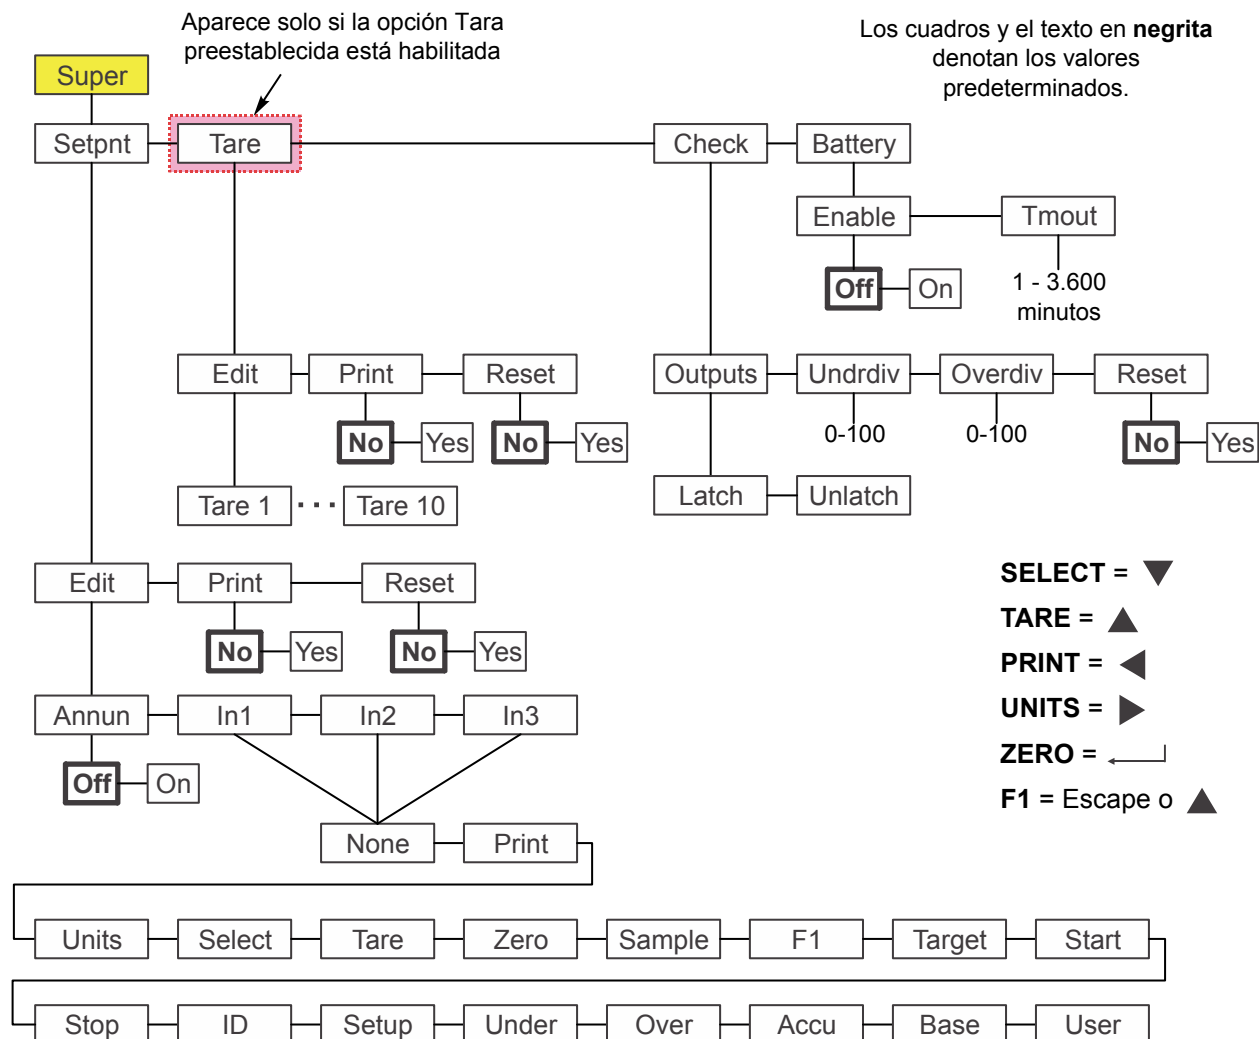 Aparece solo si la opción Tara
preestablecida está habilitada
Los cuadros y el texto en negrita
denotan los valores
predeterminados.
Super
Setpnt
Tare
Check
Battery
Enable
Tmout
Off
On
1 - 3.600
minutos
Edit
Print
Reset
Outputs
Undrdiv
Overdiv
Reset
No
Yes
No
Yes
0-100
0-100
No
Yes
Tare 1
Tare 10
Latch
Unlatch
Edit
Print
Reset
No
Yes
No
Yes
Annun
In1
In2
In3
Off
On
None
Print
Units
Select
Tare
Zero
Sample
F1
Target
Start
Stop
ID
Setup
Under
Over
Accu
Base
User
SELECT = ▼
TARE = ▲
PRINT = ◀
UNITS = ▶
ZERO = ↵
F1 = Escape o ▲